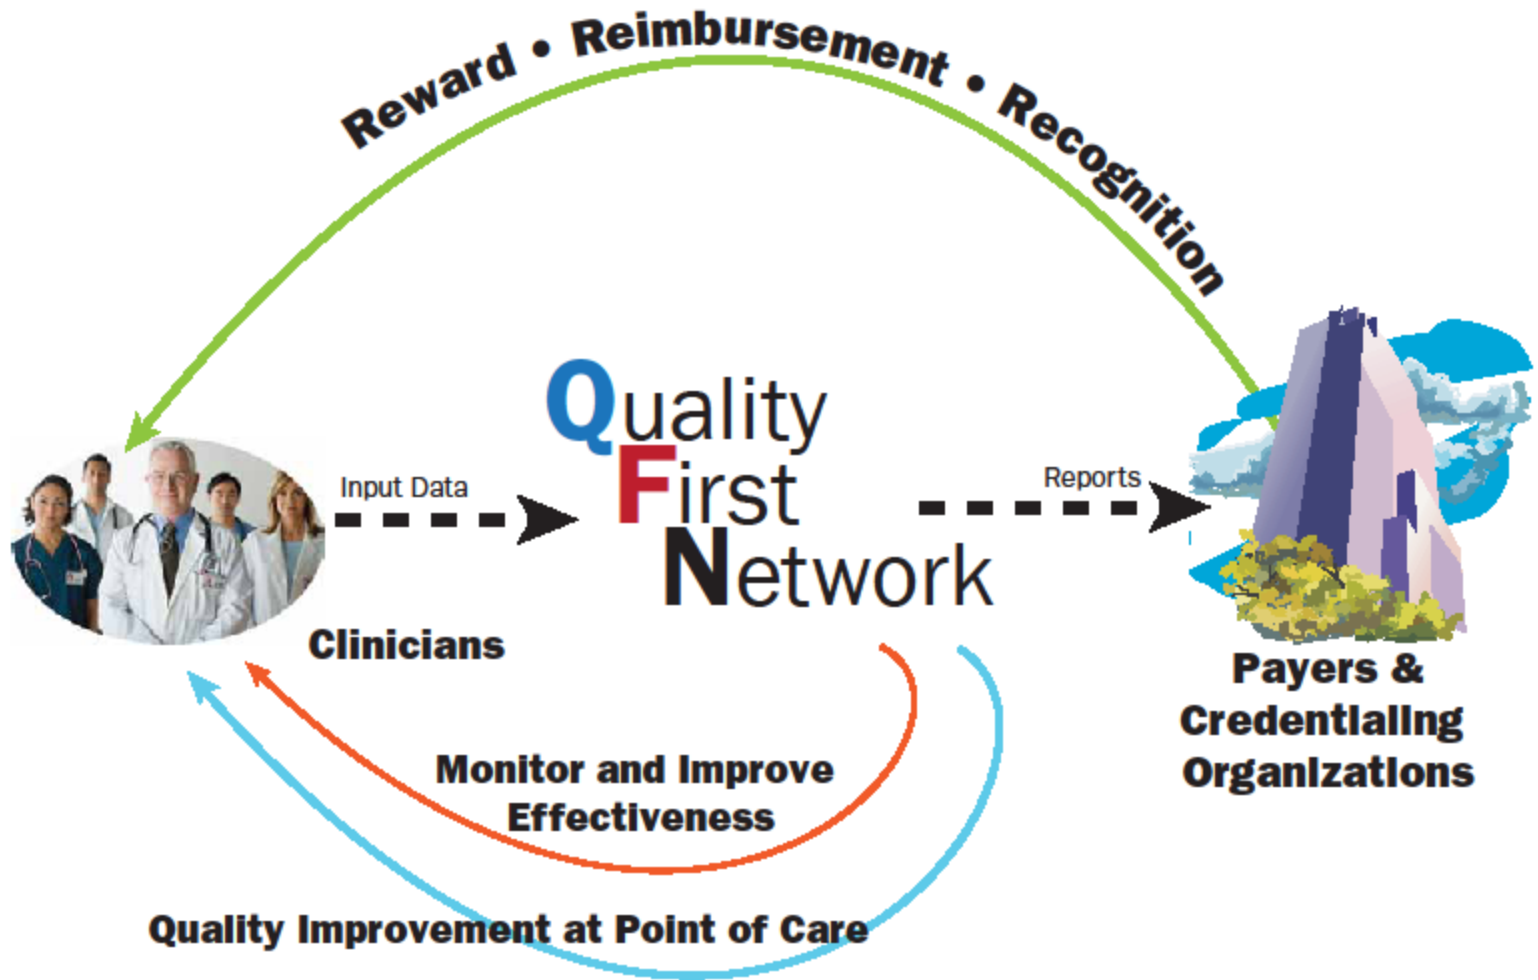 Reward • Reimbursement • Recognition
Quality
First
Network
Input Data
Reports
Clinicians
Payers &
Credentialing
Organizations
Monitor and Improve
Effectiveness
Quality Improvement at Point of Care